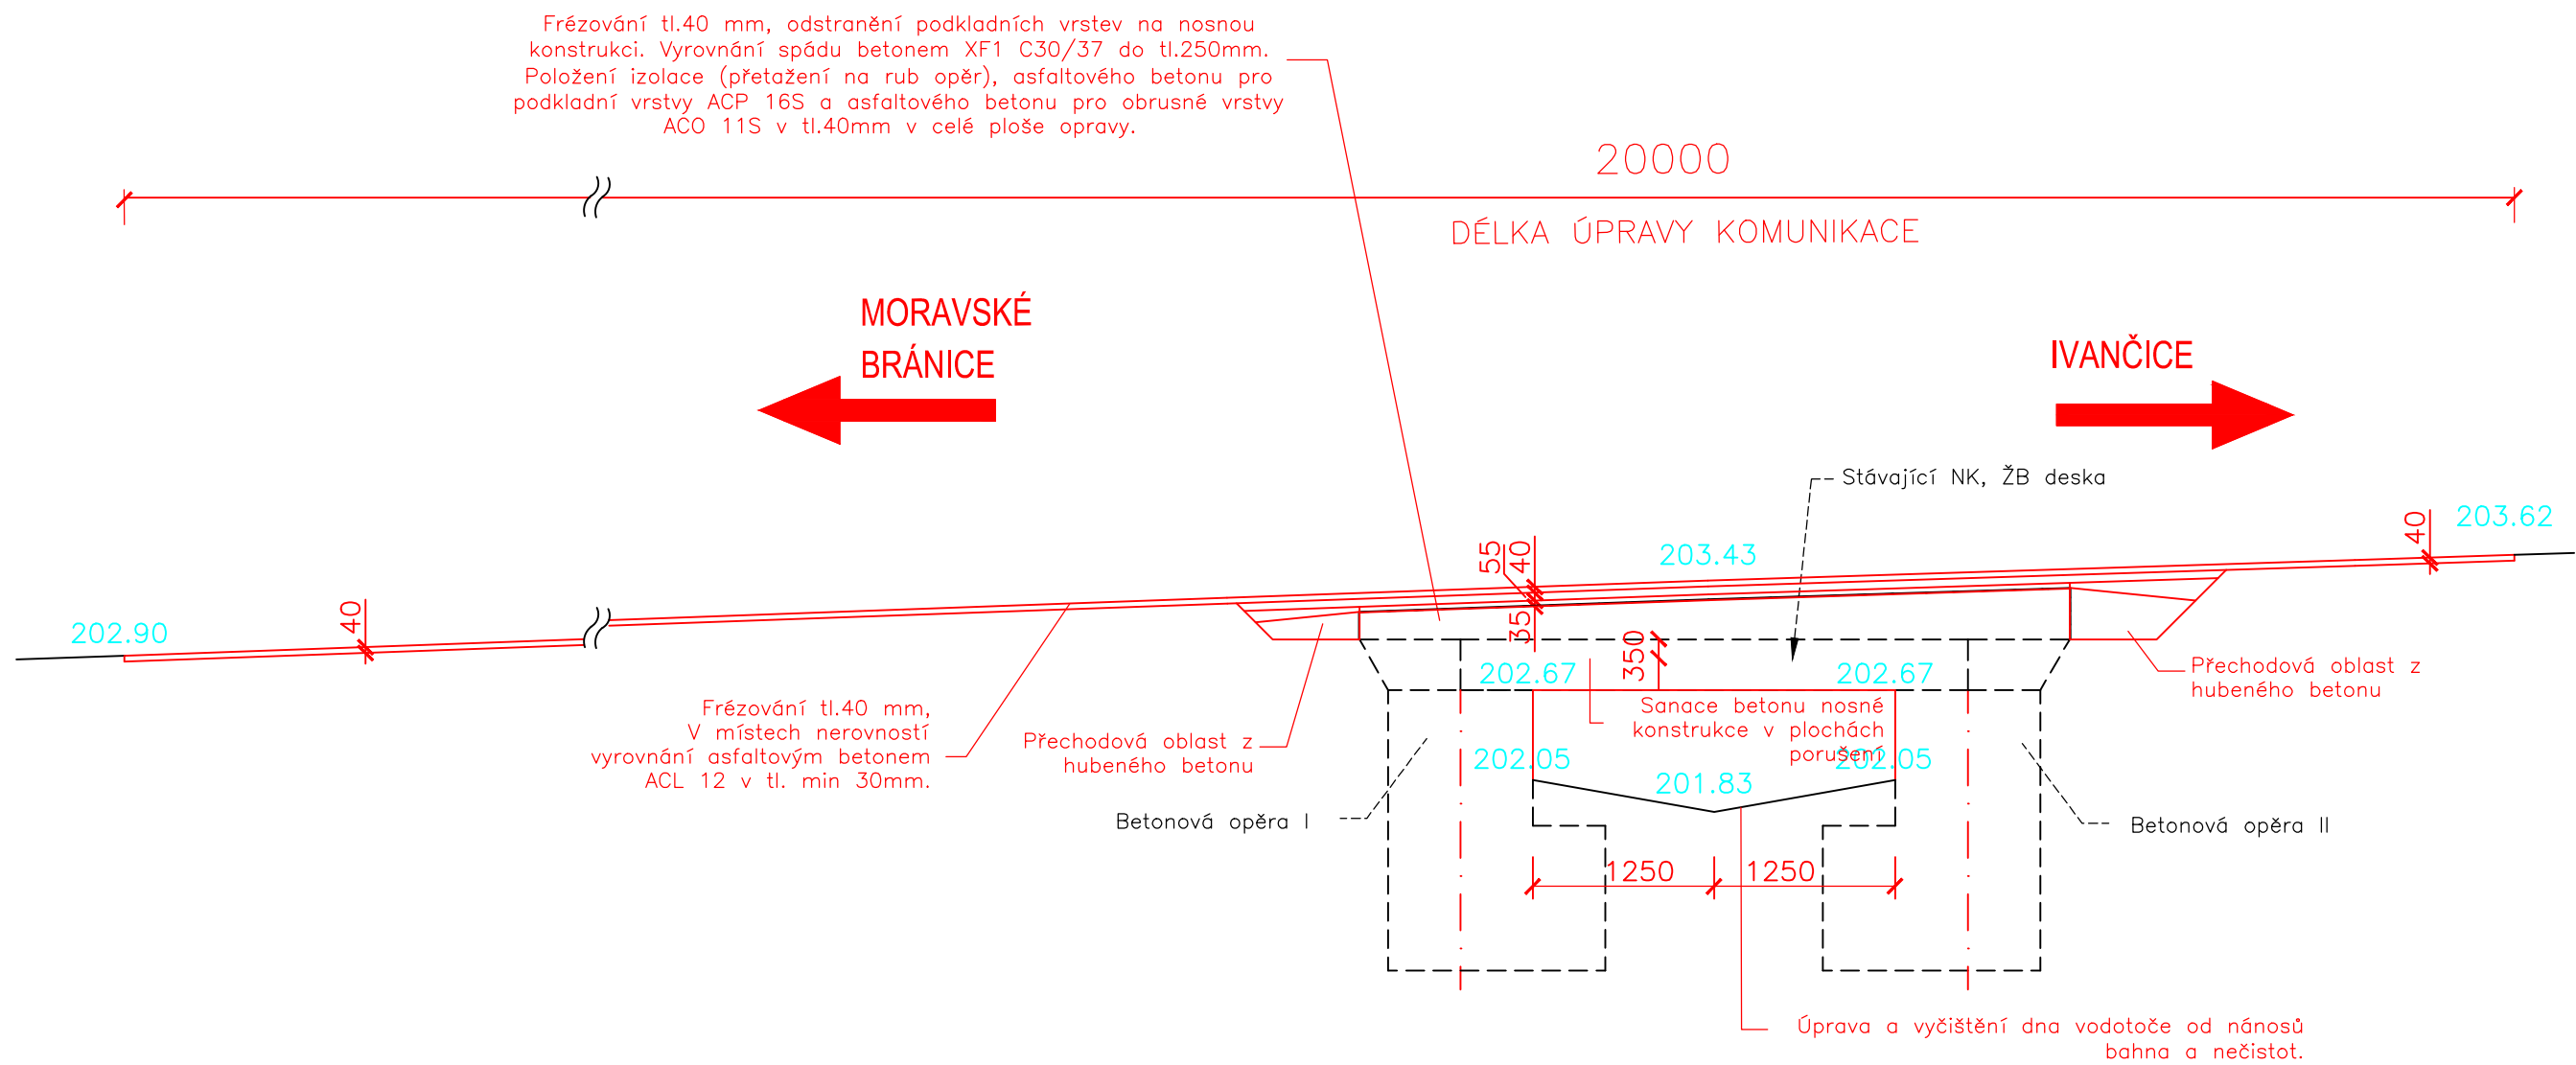 Frézování tl.40 mm, odstranění podkladních vrstev na nosnou
konstrukci. Vyrovnání spádu betonem XF1 C30/37 do tl.250mm.
Položení izolace (přetažení na rub opěr), asfaltového betonu pro
podkladní vrstvy ACP 16S a asfaltového betonu pro obrusné vrstvy
ACO 11S v tl.40mm v celé ploše opravy.
20000
DÉLKA ÚPRAVY KOMUNIKACE
MORAVSKÉ
BRÁNICE
IVANČICE
Stávající NK, ŽB deska
203.62
40
203.43
55
40
35
350
202.90
40
202.67
202.67
Přechodová oblast z
hubeného betonu
Sanace betonu nosné
konstrukce v plochách
porušení
Frézování tl.40 mm,
V místech nerovností
vyrovnání asfaltovým betonem
ACL 12 v tl. min 30mm.
Přechodová oblast z
hubeného betonu
202.05
202.05
201.83
Betonová opěra I
Betonová opěra II
1250
1250
Úprava a vyčištění dna vodotoče od nánosů
bahna a nečistot.